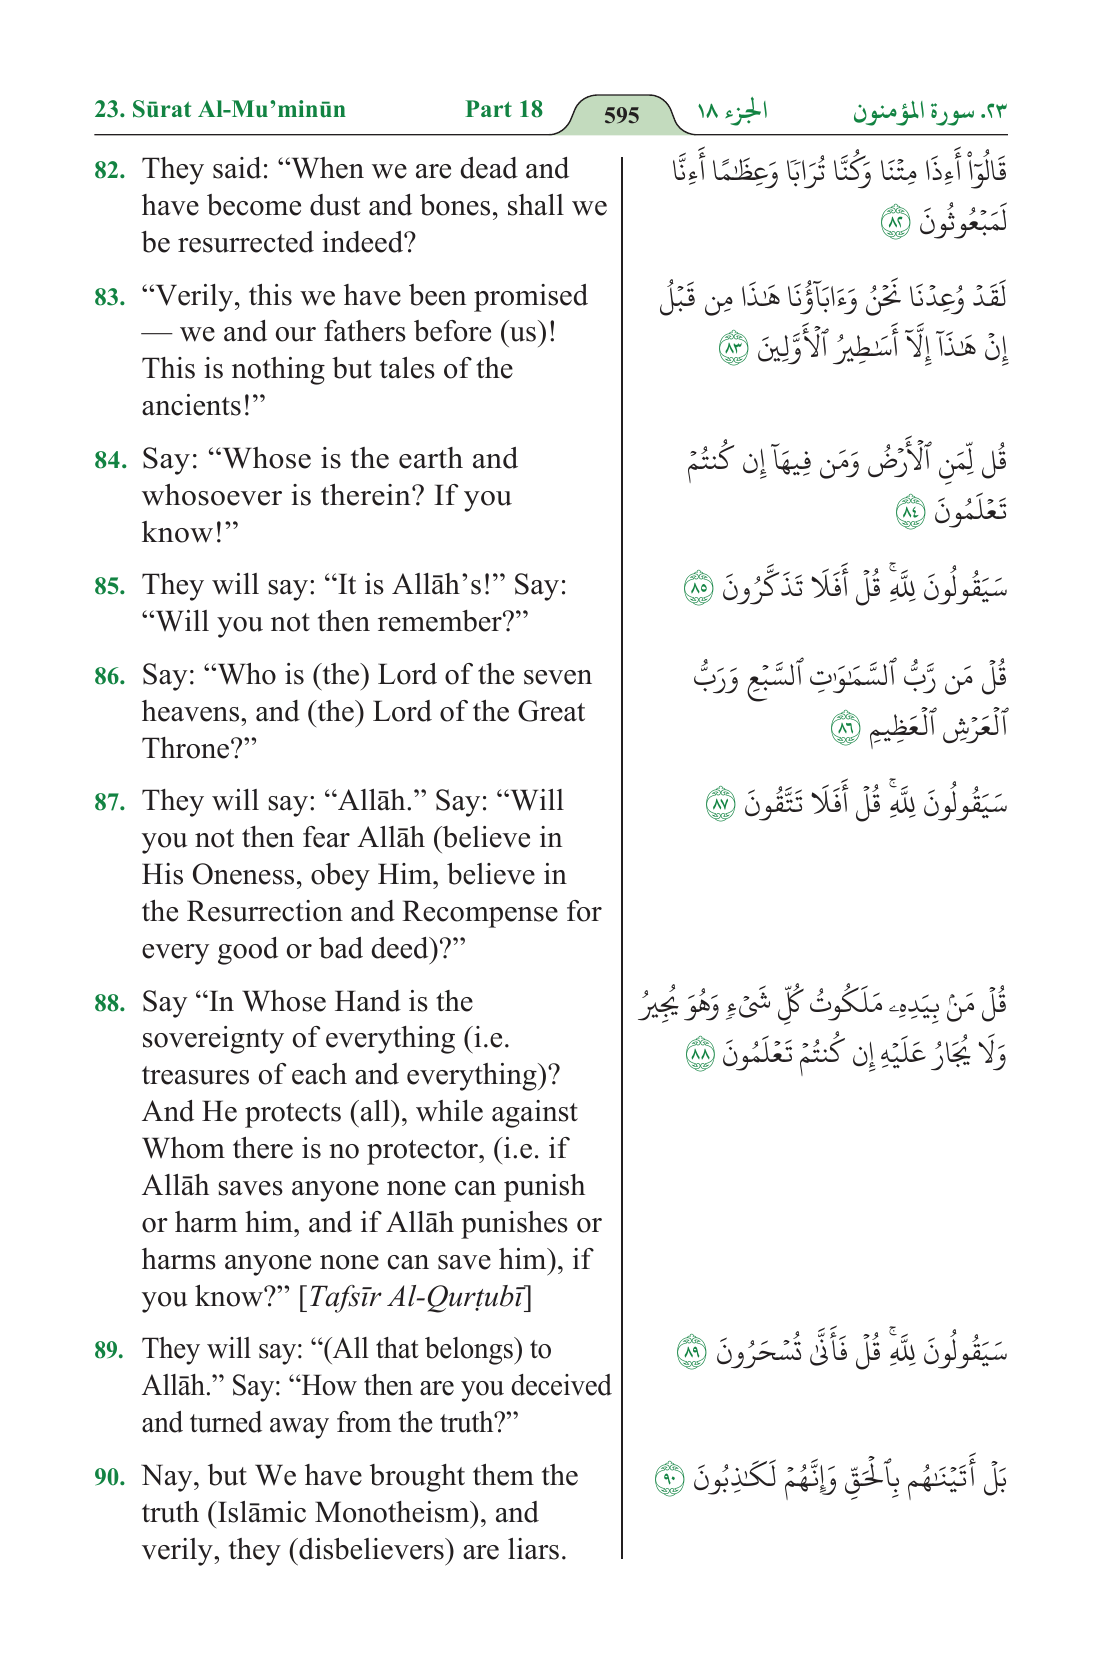 23. Sūrat Al-Mu’minūn Part 18 595 الجزء ١٨ ٢٣. سورة المؤمنون
82. They said: “When we are dead and
have become dust and bones, shall we
be resurrected indeed?
83. “Verily, this we have been promised
— we and our fathers before (us)!
This is nothing but tales of the
ancients!”
84. Say: “Whose is the earth and
whosoever is therein? If you
know!”
85. They will say: “It is Allāh’s!” Say:
“Will you not then remember?”
86. Say: “Who is (the) Lord of the seven
heavens, and (the) Lord of the Great
Throne?”
87. They will say: “Allāh.” Say: “Will
you not then fear Allāh (believe in
His Oneness, obey Him, believe in
the Resurrection and Recompense for
every good or bad deed)?”
88. Say “In Whose Hand is the
sovereignty of everything (i.e.
treasures of each and everything)?
And He protects (all), while against
Whom there is no protector, (i.e. if
Allāh saves anyone none can punish
or harm him, and if Allāh punishes or
harms anyone none can save him), if
you know?” [Tafsīr Al-Qurṭubī]
89. They will say: “(All that belongs) to
Allāh.” Say: “How then are you deceived
and turned away from the truth?”
90. Nay, but We have brought them the
truth (Islāmic Monotheism), and
verily, they (disbelievers) are liars.
قَالُوٓا۟ أَءِذَا مِتْنَا وَكُنَّا تُرَابًا وَعِظَـٰمًا أَءِنَّا
لَمَبْعُوثُونَ ٨٢
لَقَدْ وُعِدْنَا نَحْنُ وَءَابَآؤُنَا هَـٰذَا مِن قَبْلُ
إِنْ هَـٰذَآ إِلَّآ أَسَـٰطِيرُ ٱلْأَوَّلِينَ ٨٣
قُل لِّمَنِ ٱلْأَرْضُ وَمَن فِيهَآ إِن كُنتُمْ
تَعْلَمُونَ ٨٤
سَيَقُولُونَ لِلَّهِ ۚ قُلْ أَفَلَا تَذَكَّرُونَ ٨٥
قُلْ مَن رَّبُّ ٱلسَّمَـٰوَٰتِ ٱلسَّبْعِ وَرَبُّ
ٱلْعَرْشِ ٱلْعَظِيمِ ٨٦
سَيَقُولُونَ لِلَّهِ ۚ قُلْ أَفَلَا تَتَّقُونَ ٨٧
قُلْ مَنۢ بِيَدِهِۦ مَلَكُوتُ كُلِّ شَىْءٍ وَهُوَ يُجِيرُ
وَلَا يُجَارُ عَلَيْهِ إِن كُنتُمْ تَعْلَمُونَ ٨٨
سَيَقُولُونَ لِلَّهِ ۚ قُلْ فَأَنَّىٰ تُسْحَرُونَ ٨٩
بَلْ أَتَيْنَـٰهُم بِٱلْحَقِّ وَإِنَّهُمْ لَكَـٰذِبُونَ ٩٠